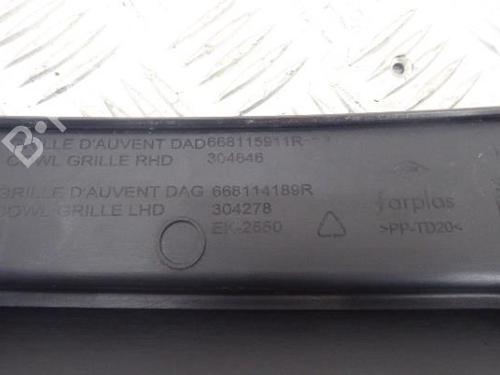 GRILLE D'AUVENT DAD 668115911R
COWL GRILLE RHD 304646
GRILLE D'AUVENT DAG 668114189R
COWL GRILLE LHD 304278
EK-2550
farplas
>PP-TD20<